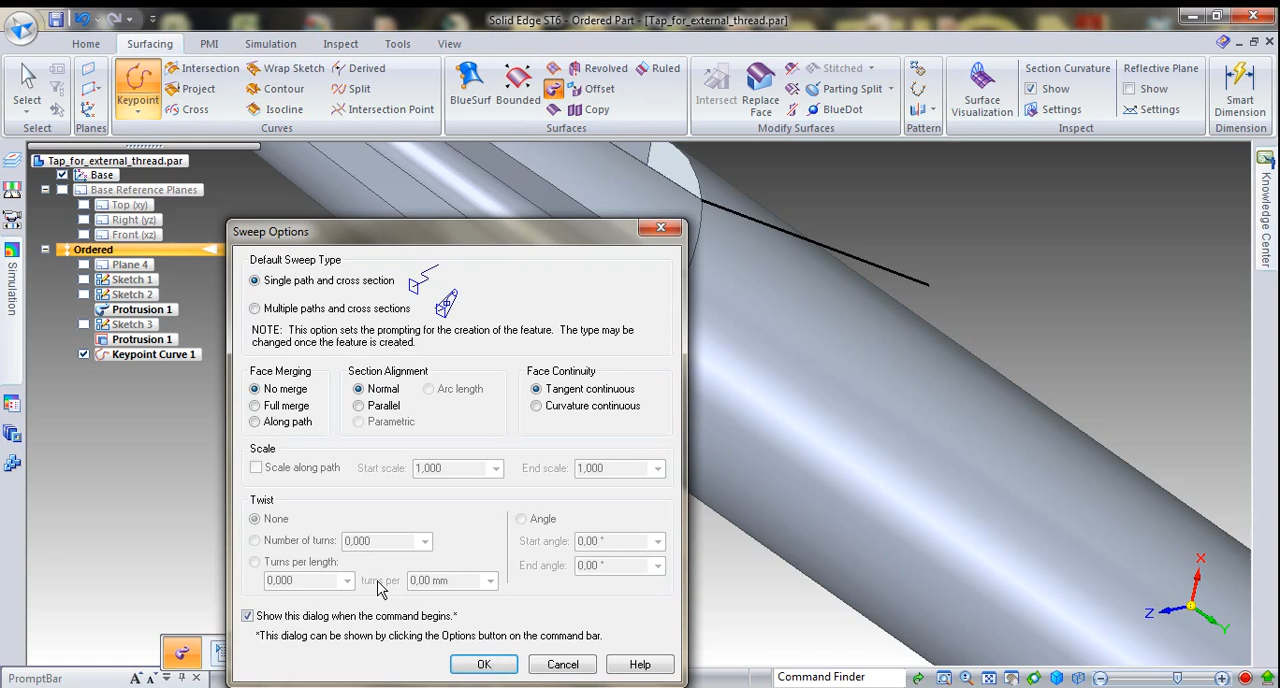 Solid Edge ST6 - Ordered Part - [Tap_for_external_thread.par]
Home Surfacing PMI Simulation Inspect Tools View
Intersection Wrap Sketch Derived Revolved Ruled Stitched Section Curvature Reflective Plane
Project Contour Split Offset Parting Split Show Show
Select Keypoint Cross Isocline Intersection Point BlueSurf Bounded Copy Intersect Replace Face BlueDot Surface Visualization Settings Settings Smart Dimension
Select Planes Curves Surfaces Modify Surfaces Pattern Inspect Dimension
Tap_for_external_thread.par
Base
Base Reference Planes
Top (xy)
Right (yz)
Front (xz)
Ordered
Plane 4
Sketch 1
Sketch 2
Protrusion 1
Sketch 3
Protrusion 1
Keypoint Curve 1
Simulation
Knowledge Center
Sweep Options
Default Sweep Type
Single path and cross section
Multiple paths and cross sections
NOTE: This option sets the prompting for the creation of the feature. The type may be
changed once the feature is created.
Face Merging Section Alignment Face Continuity
No merge Normal Arc length Tangent continuous
Full merge Parallel Curvature continuous
Along path Parametric
Scale
Scale along path Start scale: 1,000 End scale: 1,000
Twist
None Angle
Number of turns: 0,000 Start angle: 0,00 °
Turns per length: End angle: 0,00 °
0,000 turns per 0,00 mm
Show this dialog when the command begins.*
*This dialog can be shown by clicking the Options button on the command bar.
OK Cancel Help
X
Z
Y
PromptBar Command Finder